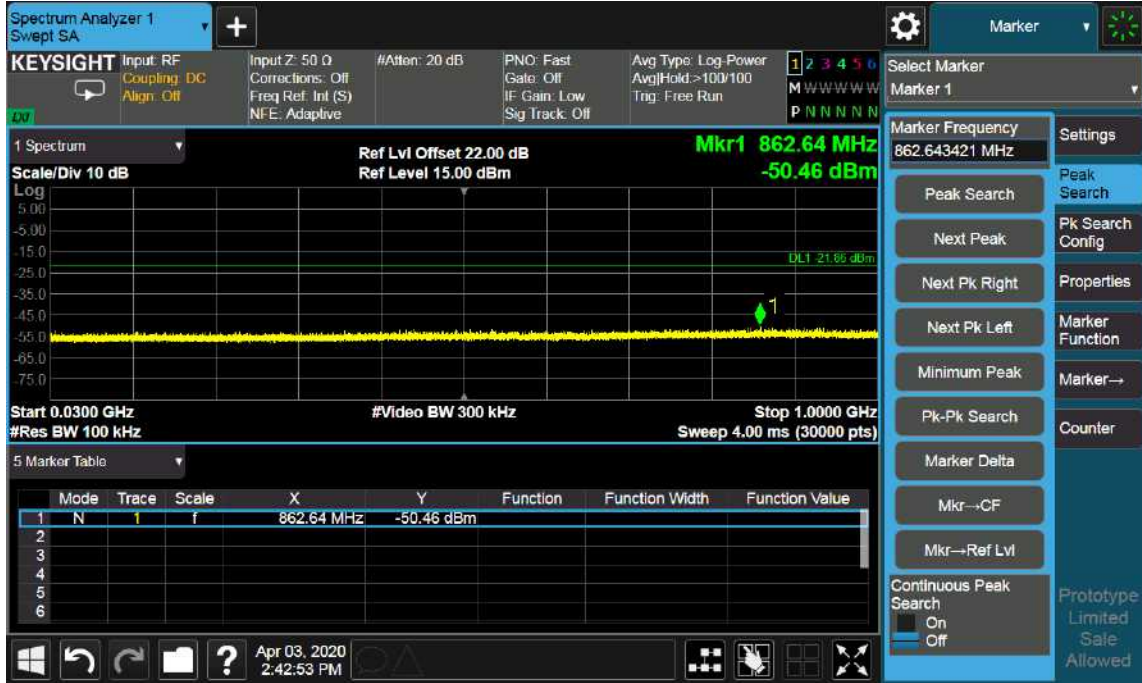 Spectrum Analyzer 1
Swept SA
+
Marker
KEYSIGHT
Input: RF
Coupling: DC
Align: Off
Input Z: 50 Ω
Corrections: Off
Freq Ref: Int (S)
NFE: Adaptive
#Atten: 20 dB
PNO: Fast
Gate: Off
IF Gain: Low
Sig Track: Off
Avg Type: Log-Power
Avg|Hold:>100/100
Trig: Free Run
1 2 3 4 5 6
M W W W W W
P N N N N N
Select Marker
Marker 1
1 Spectrum
Scale/Div 10 dB
Ref Lvl Offset 22.00 dB
Ref Level 15.00 dBm
Mkr1 862.64 MHz
-50.46 dBm
Log
5.00
-5.00
-15.0
-25.0
-35.0
-45.0
-55.0
-65.0
-75.0
DL1 -21.86 dBm
1
Start 0.0300 GHz
#Res BW 100 kHz
#Video BW 300 kHz
Stop 1.0000 GHz
Sweep 4.00 ms (30000 pts)
5 Marker Table
Mode Trace Scale X Y Function Function Width Function Value
1 N 1 f 862.64 MHz -50.46 dBm
2
3
4
5
6
Apr 03, 2020
2:42:53 PM
?
Marker Frequency
862.643421 MHz
Peak Search
Next Peak
Next Pk Right
Next Pk Left
Minimum Peak
Pk-Pk Search
Marker Delta
Mkr→CF
Mkr→Ref Lvl
Continuous Peak
Search
On
Off
Settings
Peak
Search
Pk Search
Config
Properties
Marker
Function
Marker→
Counter
Prototype
Limited
Sale
Allowed